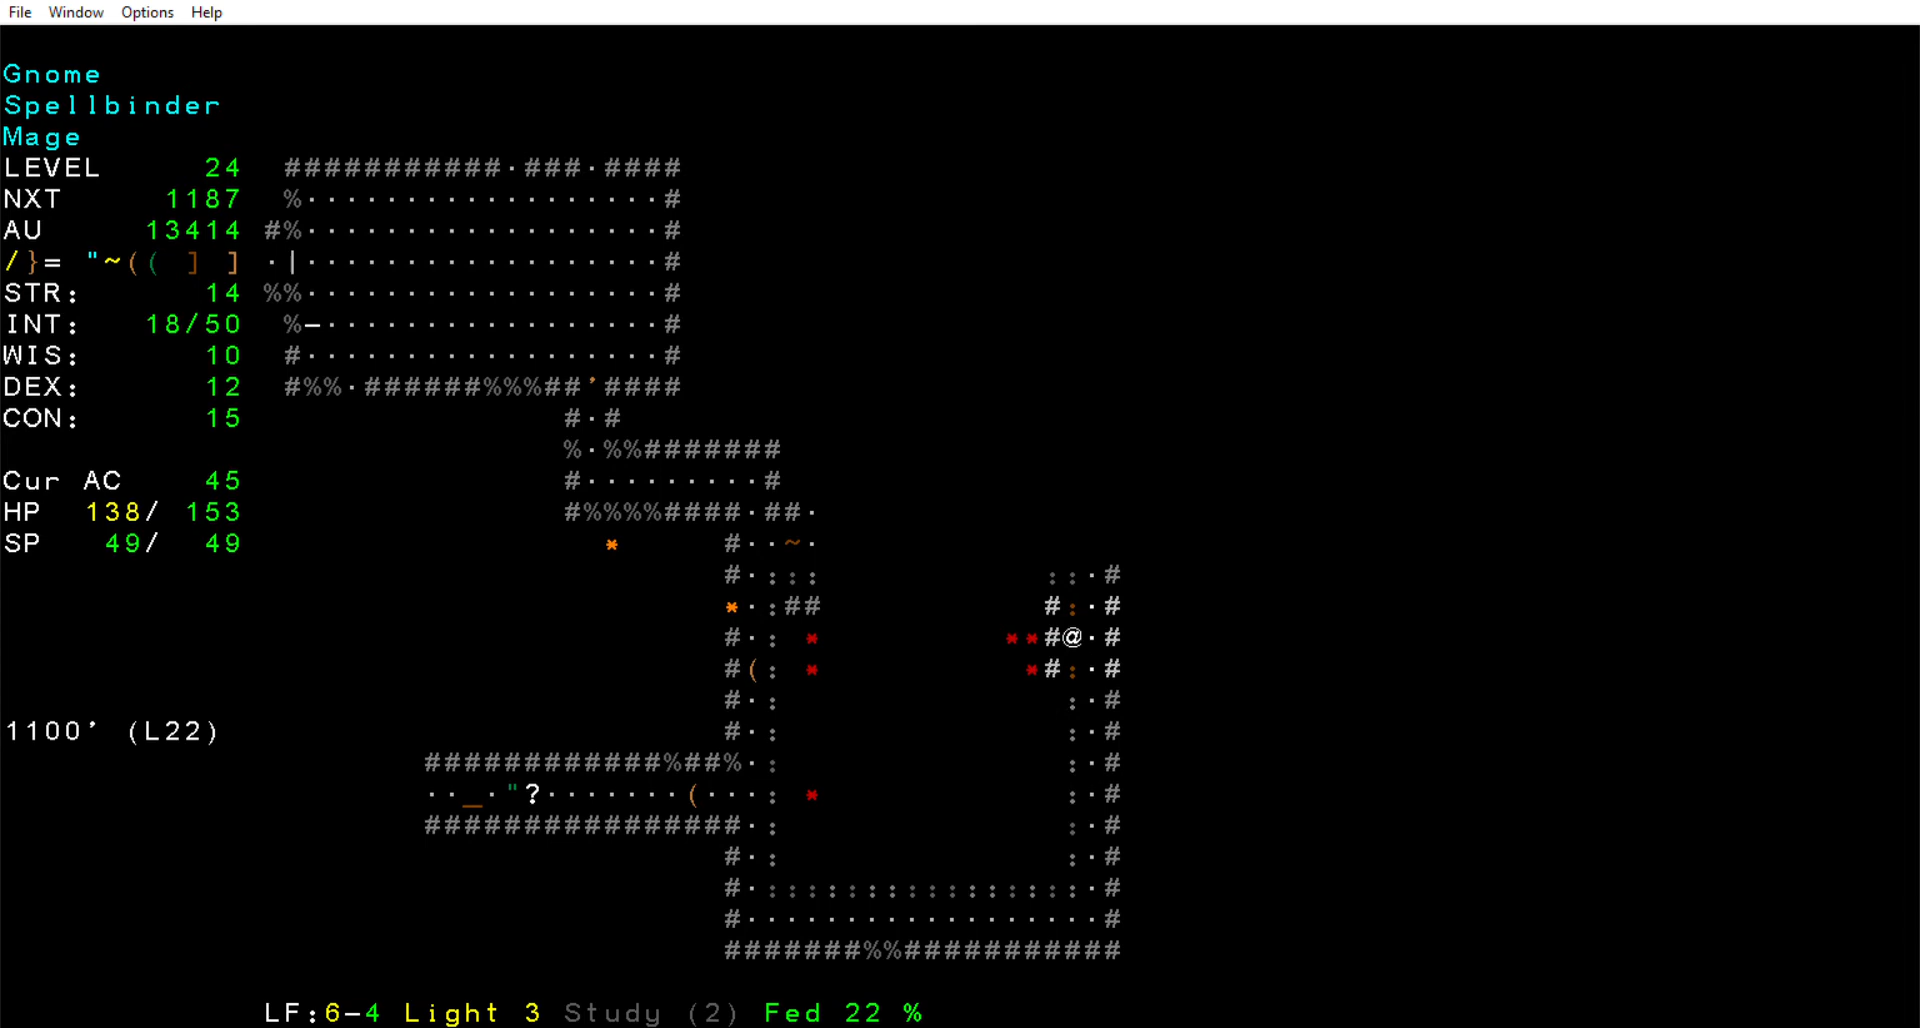 File Window Options Help
Gnome
Spellbinder
Mage
LEVEL 24 ###########·###·####
NXT 1187 %··················#
AU 13414 #%··················#
/}= "~(( ] ] ·|··················#
STR: 14 %%··················#
INT: 18/50 %–·················#
WIS: 10 #··················#
DEX: 12 #%%·######%%%##'####
CON: 15 #·#
%·%%#######
Cur AC 45 #·········#
HP 138/ 153 #%%%%####·##·
SP 49/ 49 * #··~·
#·::: ::·#
*·:## #:·#
#·: * **#@·#
#(: * *#:·#
#·: :·#
1100' (L22) #·: :·#
############%##%·: :·#
··_·"?·······(···: * :·#
################·: :·#
#·: :·#
#·::::::::::::::::·#
#··················#
#######%%###########
LF:6-4 Light 3 Study (2) Fed 22 %